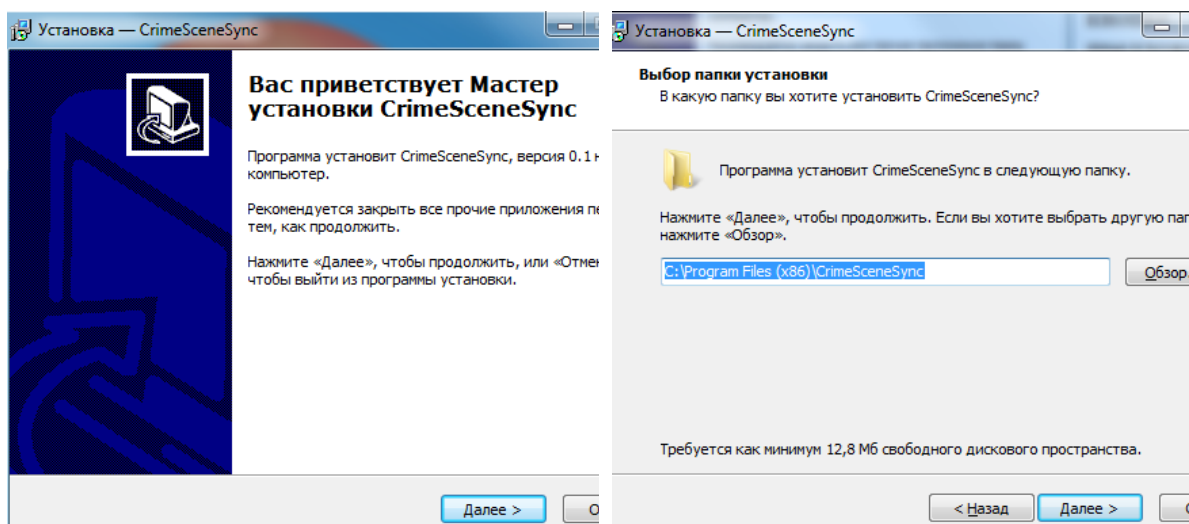 Установка — CrimeSceneSync
Вас приветствует Мастер
установки CrimeSceneSync
Программа установит CrimeSceneSync, версия 0.1
компьютер.
Рекомендуется закрыть все прочие приложения
тем, как продолжить.
Нажмите «Далее», чтобы продолжить, или
чтобы выйти из программы установки.
Далее >
Установка — CrimeSceneSync
Выбор папки установки
В какую папку вы хотите установить CrimeSceneSync?
Программа установит CrimeSceneSync в следующую папку.
Нажмите «Далее», чтобы продолжить. Если вы хотите выбрать другую
нажмите «Обзор».
C:\Program Files (x86)\CrimeSceneSync
Обзор.
Требуется как минимум 12,8 Мб свободного дискового пространства.
< Назад
Далее >